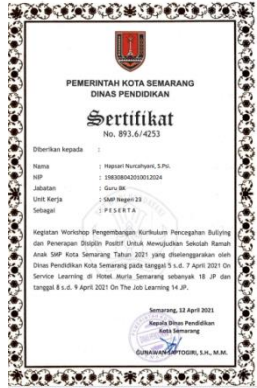 PEMERINTAH KOTA SEMARANG
DINAS PENDIDIKAN
Sertifikat
No. 893.6/4253
Diberikan kepada :
Nama : Hapsari Nurcahyani, S.Psi.
NIP : 198308042010012024
Jabatan : Guru BK
Unit Kerja : SMP Negeri 23
Sebagai : PESERTA
Kegiatan Workshop Pengembangan Kurikulum Pencegahan Bullying
dan Penerapan Disiplin Positif Untuk Mewujudkan Sekolah Ramah
Anak SMP Kota Semarang Tahun 2021 yang diselenggarakan oleh
Dinas Pendidikan Kota Semarang pada tanggal 5 s.d. 7 April 2021 On
Service Learning di Hotel Muria Semarang sebanyak 18 JP dan
tanggal 8 s.d. 9 April 2021 On The Job Learning 14 JP.
Semarang, 12 April 2021
Kepala Dinas Pendidikan
Kota Semarang
GUNAWAN SAPTOGIRI, S.H., M.M.